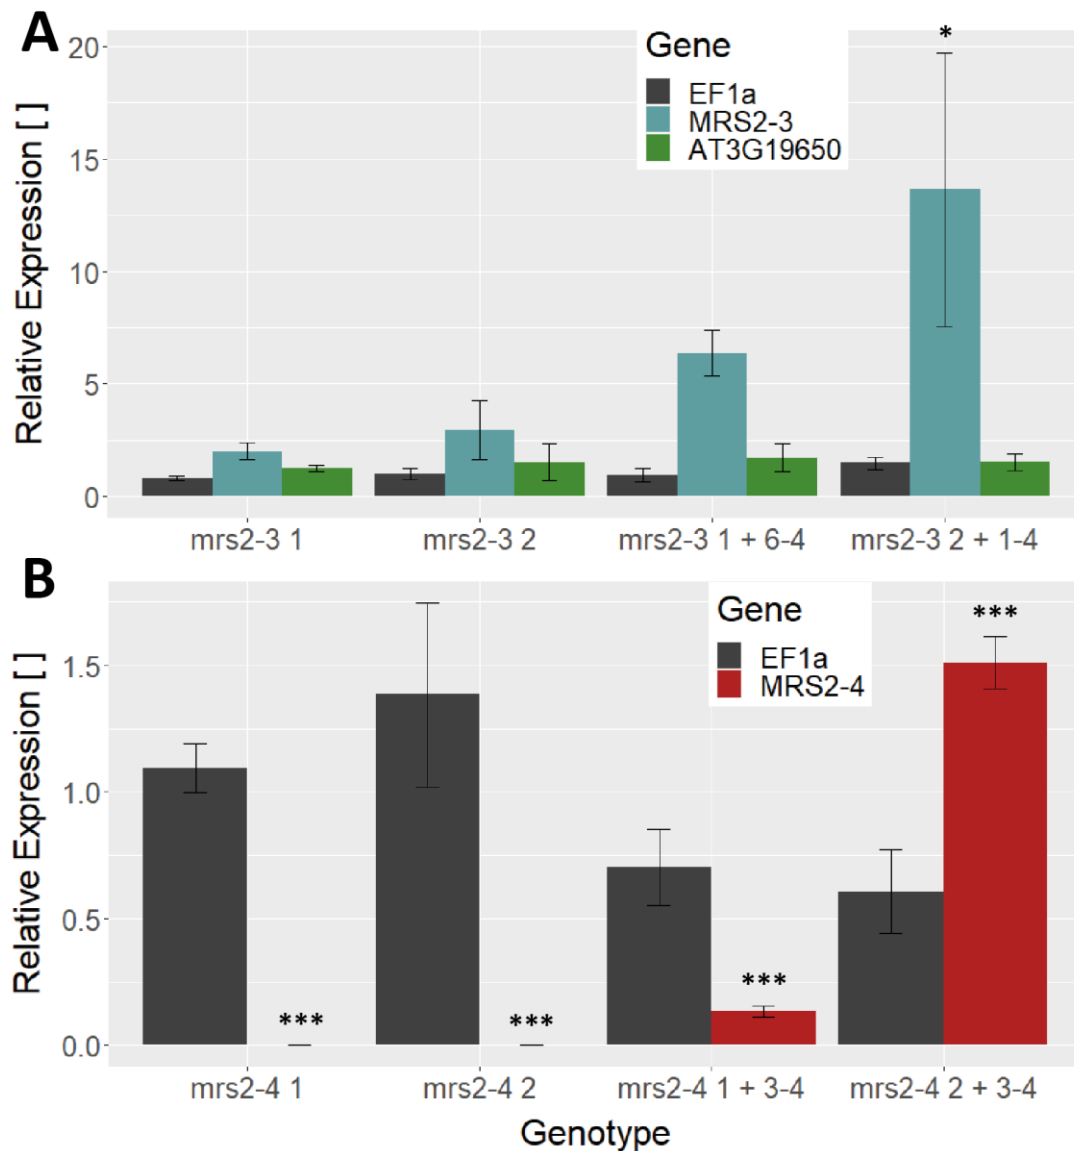 A
Relative Expression [ ]
20
15
10
5
0
*
Gene
EF1a
MRS2-3
AT3G19650
mrs2-3 1
mrs2-3 2
mrs2-3 1 + 6-4
mrs2-3 2 + 1-4
B
Relative Expression [ ]
1.5
1.0
0.5
0.0
Gene
EF1a
MRS2-4
***
***
***
***
mrs2-4 1
mrs2-4 2
mrs2-4 1 + 3-4
mrs2-4 2 + 3-4
Genotype